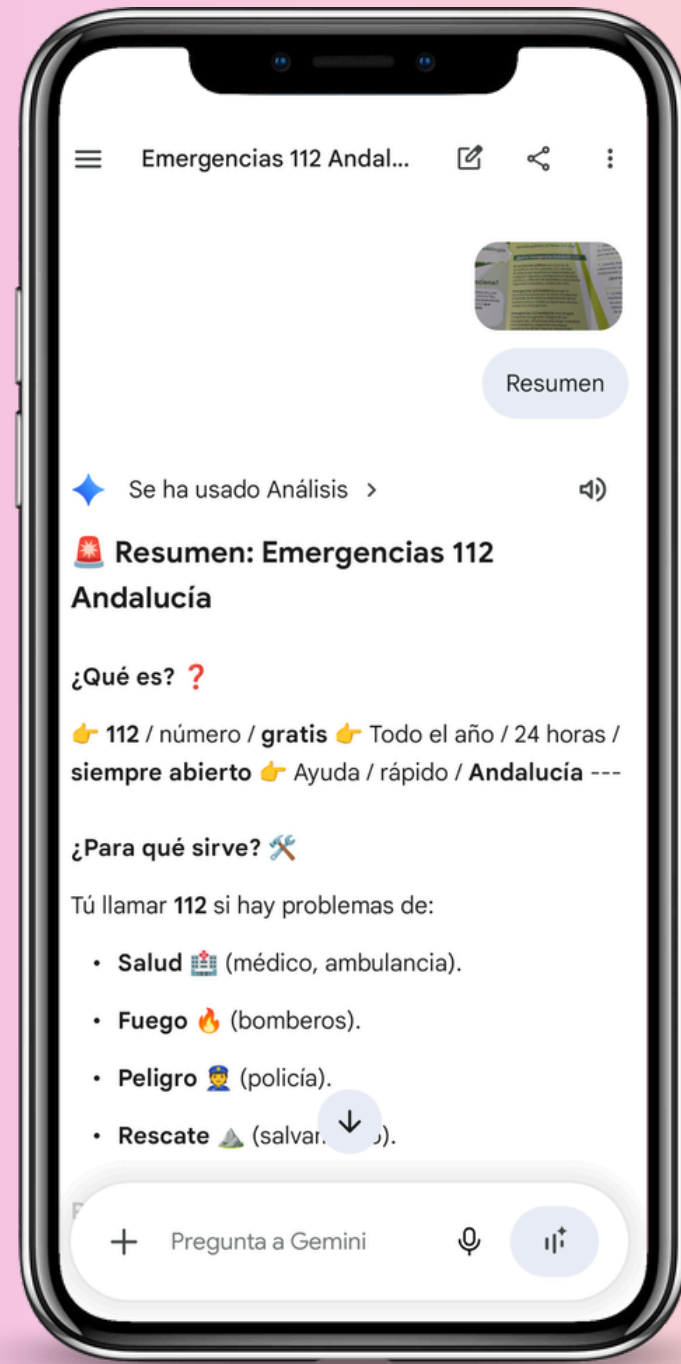 Emergencias 112 Andal...
Resumen
Se ha usado Análisis
Resumen: Emergencias 112
Andalucía
¿Qué es? ❓
👉 112 / número / gratis 👉 Todo el año / 24 horas /
siempre abierto 👉 Ayuda / rápido / Andalucía ---
¿Para qué sirve? 🛠️
Tú llamar 112 si hay problemas de:
• Salud 🏥 (médico, ambulancia).
• Fuego 🔥 (bomberos).
• Peligro 👮 (policía).
• Rescate ⛰️
Pregunta a Gemini